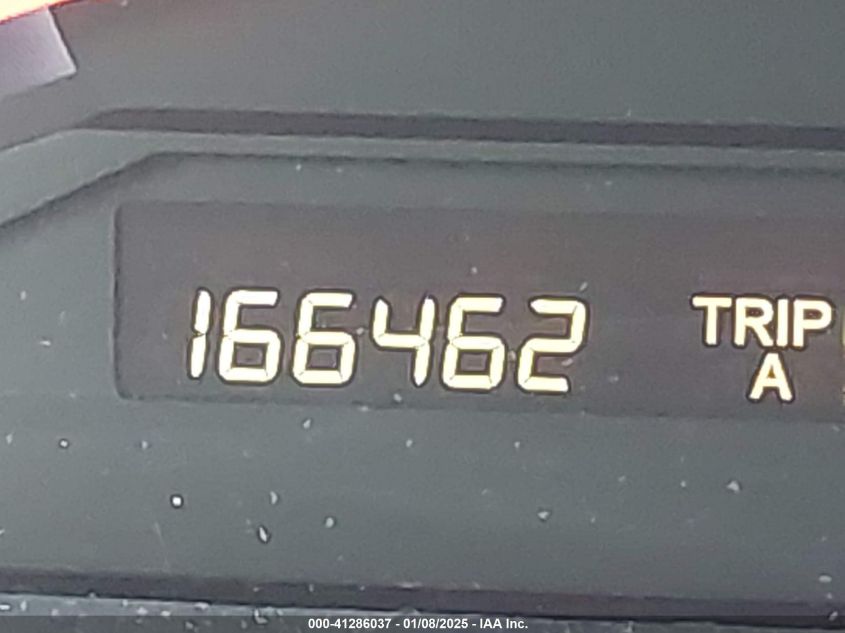 166462 TRIP
A
000-41286037 - 01/08/2025 - IAA Inc.